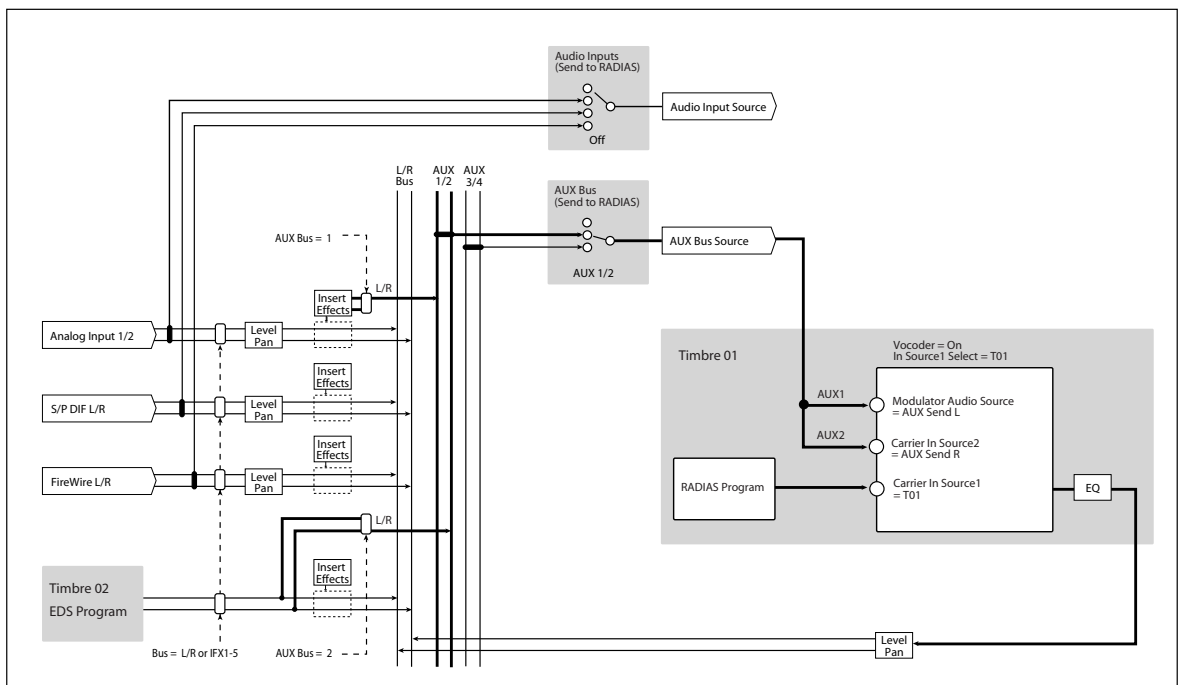 Audio Inputs
(Send to RADIAS)
Audio Input Source
Off
L/R
Bus
AUX
1/2
AUX
3/4
AUX Bus
(Send to RADIAS)
AUX Bus = 1
AUX Bus Source
AUX 1/2
L/R
Insert
Effects
Analog Input 1/2
Level
Pan
Timbre 01
Vocoder = On
In Source1 Select = T01
Insert
Effects
S/P DIF L/R
Level
Pan
AUX1
Modulator Audio Source
= AUX Send L
AUX2
Carrier In Source2
= AUX Send R
Insert
Effects
FireWire L/R
Level
Pan
RADIAS Program
Carrier In Source1
= T01
EQ
L/R
Timbre 02
EDS Program
Insert
Effects
Bus = L/R or IFX1-5
AUX Bus = 2
Level
Pan